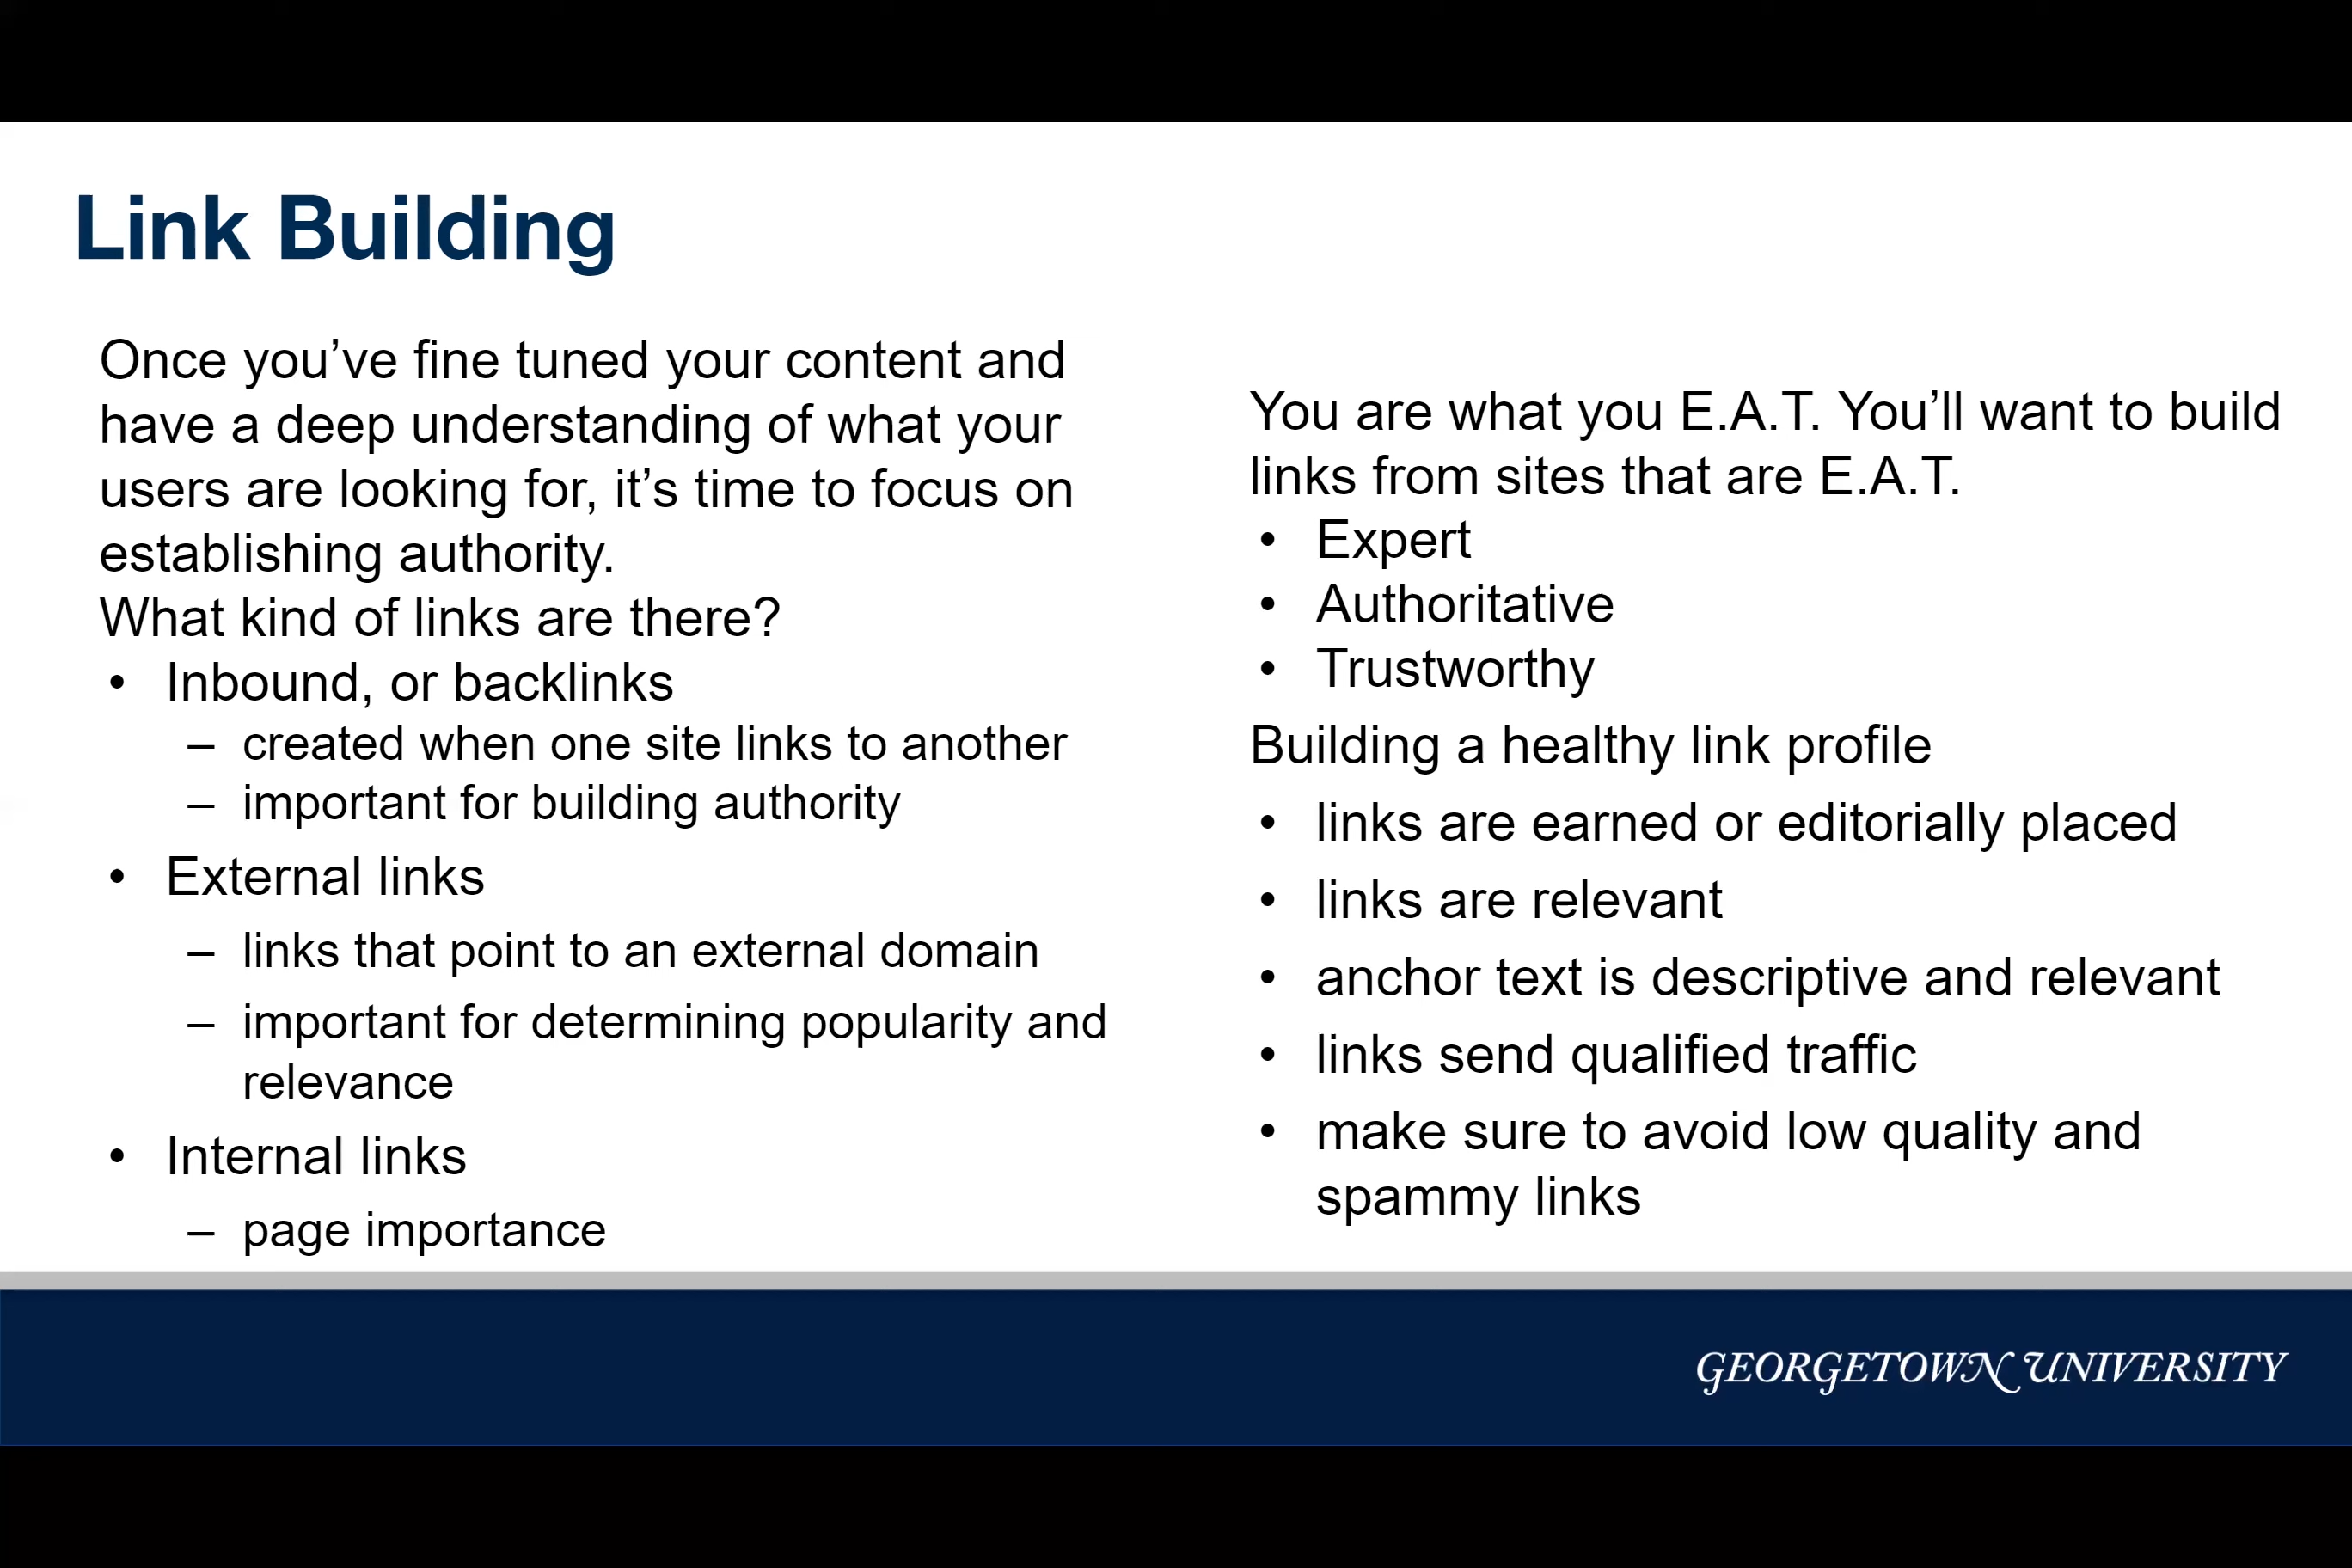 Link Building
Once you’ve fine tuned your content and
have a deep understanding of what your
users are looking for, it’s time to focus on
establishing authority.
What kind of links are there?
• Inbound, or backlinks
– created when one site links to another
– important for building authority
• External links
– links that point to an external domain
– important for determining popularity and
relevance
• Internal links
– page importance
You are what you E.A.T. You’ll want to build
links from sites that are E.A.T.
• Expert
• Authoritative
• Trustworthy
Building a healthy link profile
• links are earned or editorially placed
• links are relevant
• anchor text is descriptive and relevant
• links send qualified traffic
• make sure to avoid low quality and
spammy links
GEORGETOWN UNIVERSITY